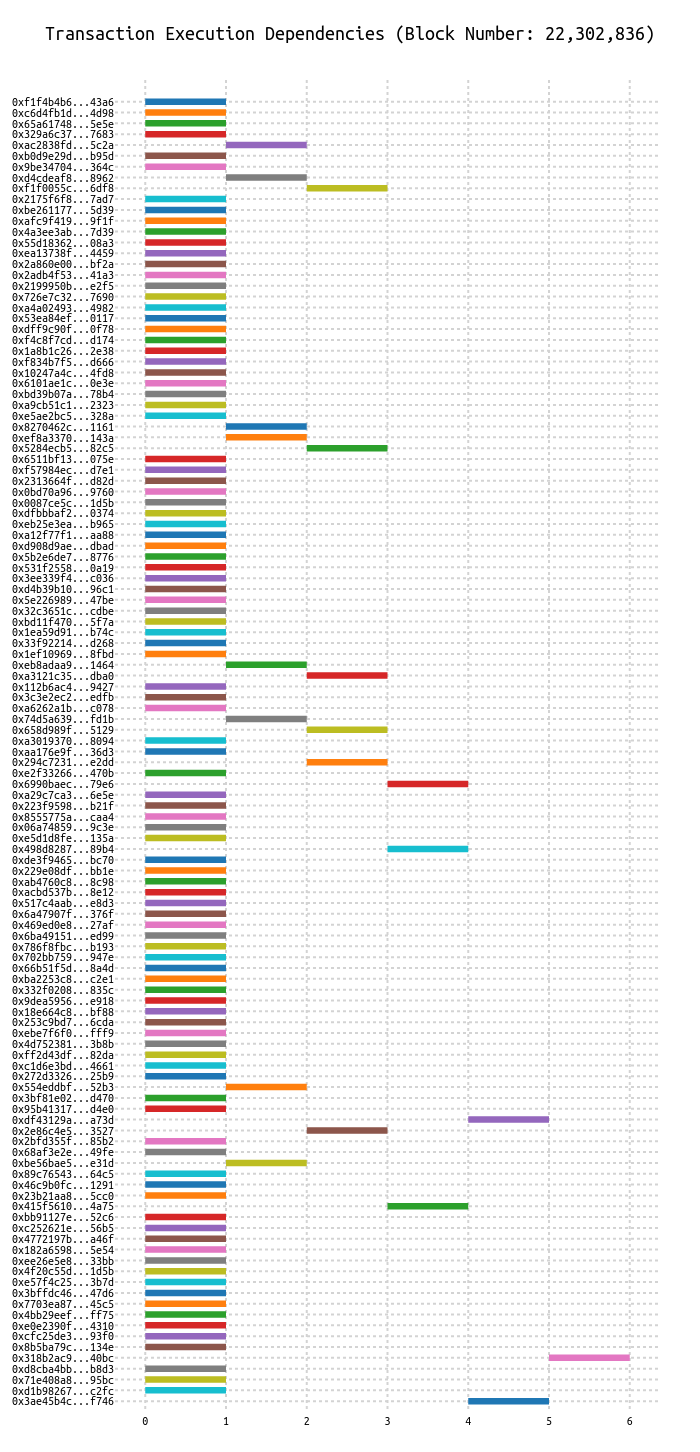 Transaction Execution Dependencies (Block Number: 22,302,836)
0xf1f4b4b6...43a6
0xc6d4fb1d...4d98
0x65a61748...5e5e
0x329a6c37...7683
0xac2838fd...5c2a
0xb0d9e29d...b95d
0x9be34704...364c
0xd4cdeaf8...8962
0xf1f0055c...6df8
0x2175f6f8...7ad7
0xbe261177...5d39
0xafc9f419...9f1f
0x4a3ee3ab...7d39
0x55d18362...08a3
0xea13738f...4459
0x2a860e00...bf2a
0x2adb4f53...41a3
0x2199950b...e2f5
0x726e7c32...7690
0xa4a02493...4982
0x53ea84ef...0117
0xdff9c90f...0f78
0xf4c8f7cd...d174
0x1a8b1c26...2e38
0xf834b7f5...d666
0x10247a4c...4fd8
0x6101ae1c...0e3e
0xbd39b07a...78b4
0xa9cb51c1...2323
0xe5ae2bc5...328a
0x8270462c...1161
0xef8a3370...143a
0x5284ecb5...82c5
0x6511bf13...075e
0xf57984ec...d7e1
0x2313664f...d82d
0x0bd70a96...9760
0x0087ce5c...1d5b
0xdfbbbaf2...0374
0xeb25e3ea...b965
0xa12f77f1...aa88
0xd908d9ae...dbad
0x5b2e6de7...8776
0x531f2558...0a19
0x3ee339f4...c036
0xd4b39b10...96c1
0x5e226989...47be
0x32c3651c...cdbe
0xbd11f470...5f7a
0x1ea59d91...b74c
0x33f92214...d268
0x1ef10969...8fbd
0xeb8adaa9...1464
0xa3121c35...dba0
0x112b6ac4...9427
0x3c3e2ec2...edfb
0xa6262a1b...c078
0x74d5a639...fd1b
0x658d989f...5129
0xa3019370...8094
0xaa176e9f...36d3
0x294c7231...e2dd
0xe2f33266...470b
0x6990baec...79e6
0xa29c7ca3...6e5e
0x223f9598...b21f
0x8555775a...caa4
0x06a74859...9c3e
0xe5d1d8fe...135a
0x498d8287...89b4
0xde3f9465...bc70
0x229e08df...bb1e
0xab4760c8...8c98
0xacbd537b...8e12
0x517c4aab...e8d3
0x6a47907f...376f
0x469ed0e8...27af
0x6ba49151...ed99
0x786f8fbc...b193
0x702bb759...947e
0x66b51f5d...8a4d
0xba2253c8...c2e1
0x332f0208...835c
0x9dea5956...e918
0x18e664c8...bf88
0x253c9bd7...6cda
0xebe7f6f0...fff9
0x4d752381...3b8b
0xff2d43df...82da
0xc1d6e3bd...4661
0x272d3326...25b9
0x554eddbf...52b3
0x3bf81e02...d470
0x95b41317...d4e0
0xdf43129a...a73d
0x2e86c4e5...3527
0x2bfd355f...85b2
0x68af3e2e...49fe
0xbe56bae5...e31d
0x89c76543...64c5
0x46c9b0fc...1291
0x23b21aa8...5cc0
0x415f5610...4a75
0xbb91127e...52c6
0xc252621e...56b5
0x4772197b...a46f
0x182a6598...5e54
0xee26e5e8...33bb
0x4f20c55d...1d5b
0xe57f4c25...3b7d
0x3bffdc46...47d6
0x7703ea87...45c5
0x4bb29eef...ff75
0xe0e2390f...4310
0xcfc25de3...93f0
0x8b5ba79c...134e
0x318b2ac9...40bc
0xd8cba4bb...b8d3
0x71e408a8...95bc
0xd1b98267...c2fc
0x3ae45b4c...f746
0 1 2 3 4 5 6